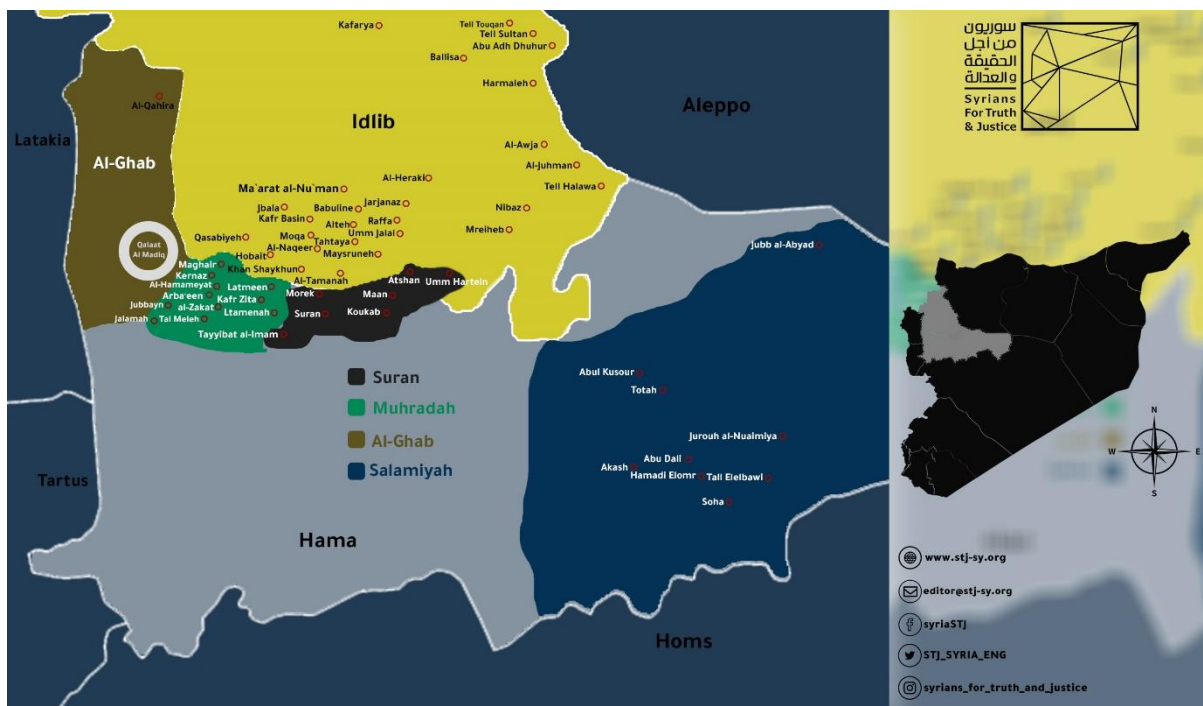 Kafarya
Tell Touqan
Tell Sultan
Abu Adh Dhuhur
Ballisa
Harmaleh
Aleppo
Al-Qahira
Idlib
Latakia
Al-Ghab
Al-Awja
Al-Juhman
Tell Halawa
Al-Heraki
Ma`arat al-Nu`man
Jbala
Babuline
Jarjanaz
Nibaz
Kafr Basin
Alteh
Raffa
Mreiheb
Qasabiyeh
Moqa
Umm Jalal
Tahtaya
Al-Naqeer
Qalaat
Al Madiq
Hobait
Maysruneh
Jubb al-Abyad
Maghair
Khan Shaykhun
Al-Tamanah
Atshan
Umm Hartein
Kernaz
Al-Hamameyat
Latmeen
Arba'een
Morek
Maan
Jubbayn
al-Zakat
Kafr Zita
Jalamah
Tal Meleh
Ltamenah
Suran
Koukab
Tayyibat al-Imam
Suran
Muhradah
Al-Ghab
Salamiyah
Abul Kusour
Totah
Jurouh al-Nuaimiya
Abu Dali
Akash
Hamadi Elomr
Tall Elelbawi
Soha
Tartus
Hama
Homs
سوريون
من أجل
الحقيقة
والعدالة
Syrians
For Truth
& Justice
N
W
E
S
www.stj-sy.org
editor@stj-sy.org
syriaSTJ
STJ_SYRIA_ENG
syrians_for_truth_and_justice